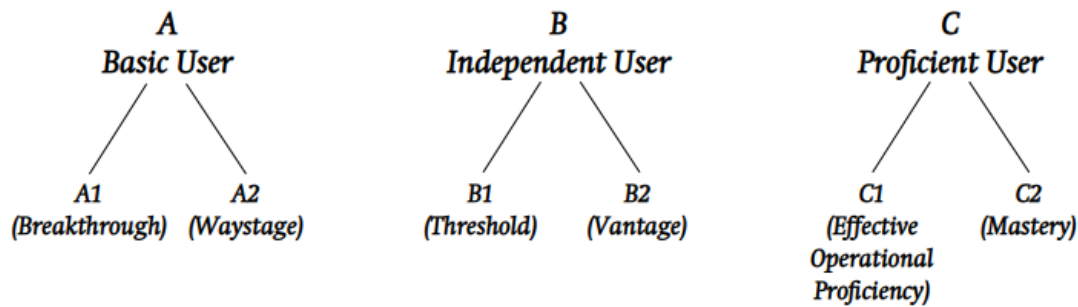 A
Basic User
A1
(Breakthrough)
A2
(Waystage)
B
Independent User
B1
(Threshold)
B2
(Vantage)
C
Proficient User
C1
(Effective
Operational
Proficiency)
C2
(Mastery)